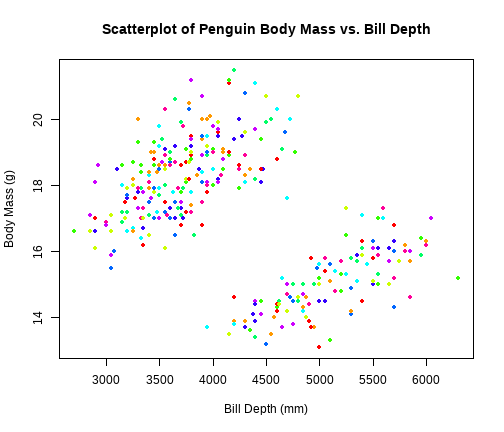 Scatterplot of Penguin Body Mass vs. Bill Depth
Body Mass (g)
20
18
16
14
3000 3500 4000 4500 5000 5500 6000
Bill Depth (mm)